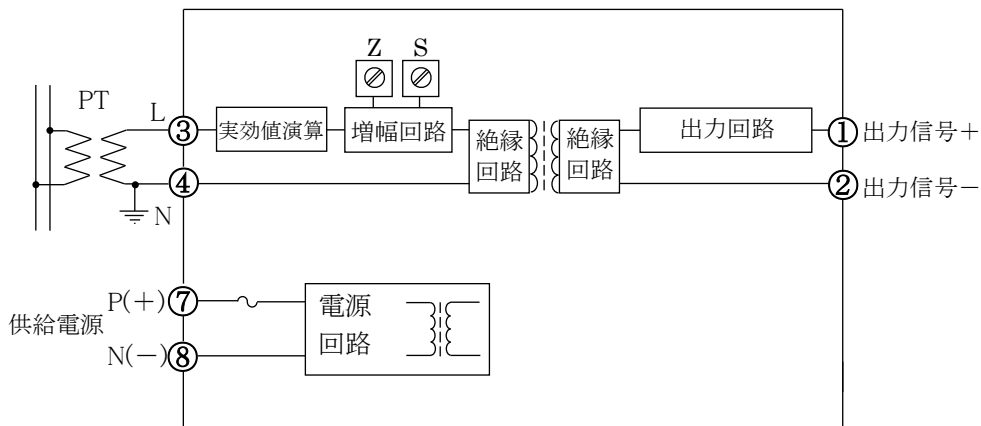 Z
S
PT
L
③
実効値演算
増幅回路
絶縁
回路
絶縁
回路
出力回路
①
出力信号+
④
N
②
出力信号−
供給電源
P(+)
⑦
N(−)
⑧
電源
回路